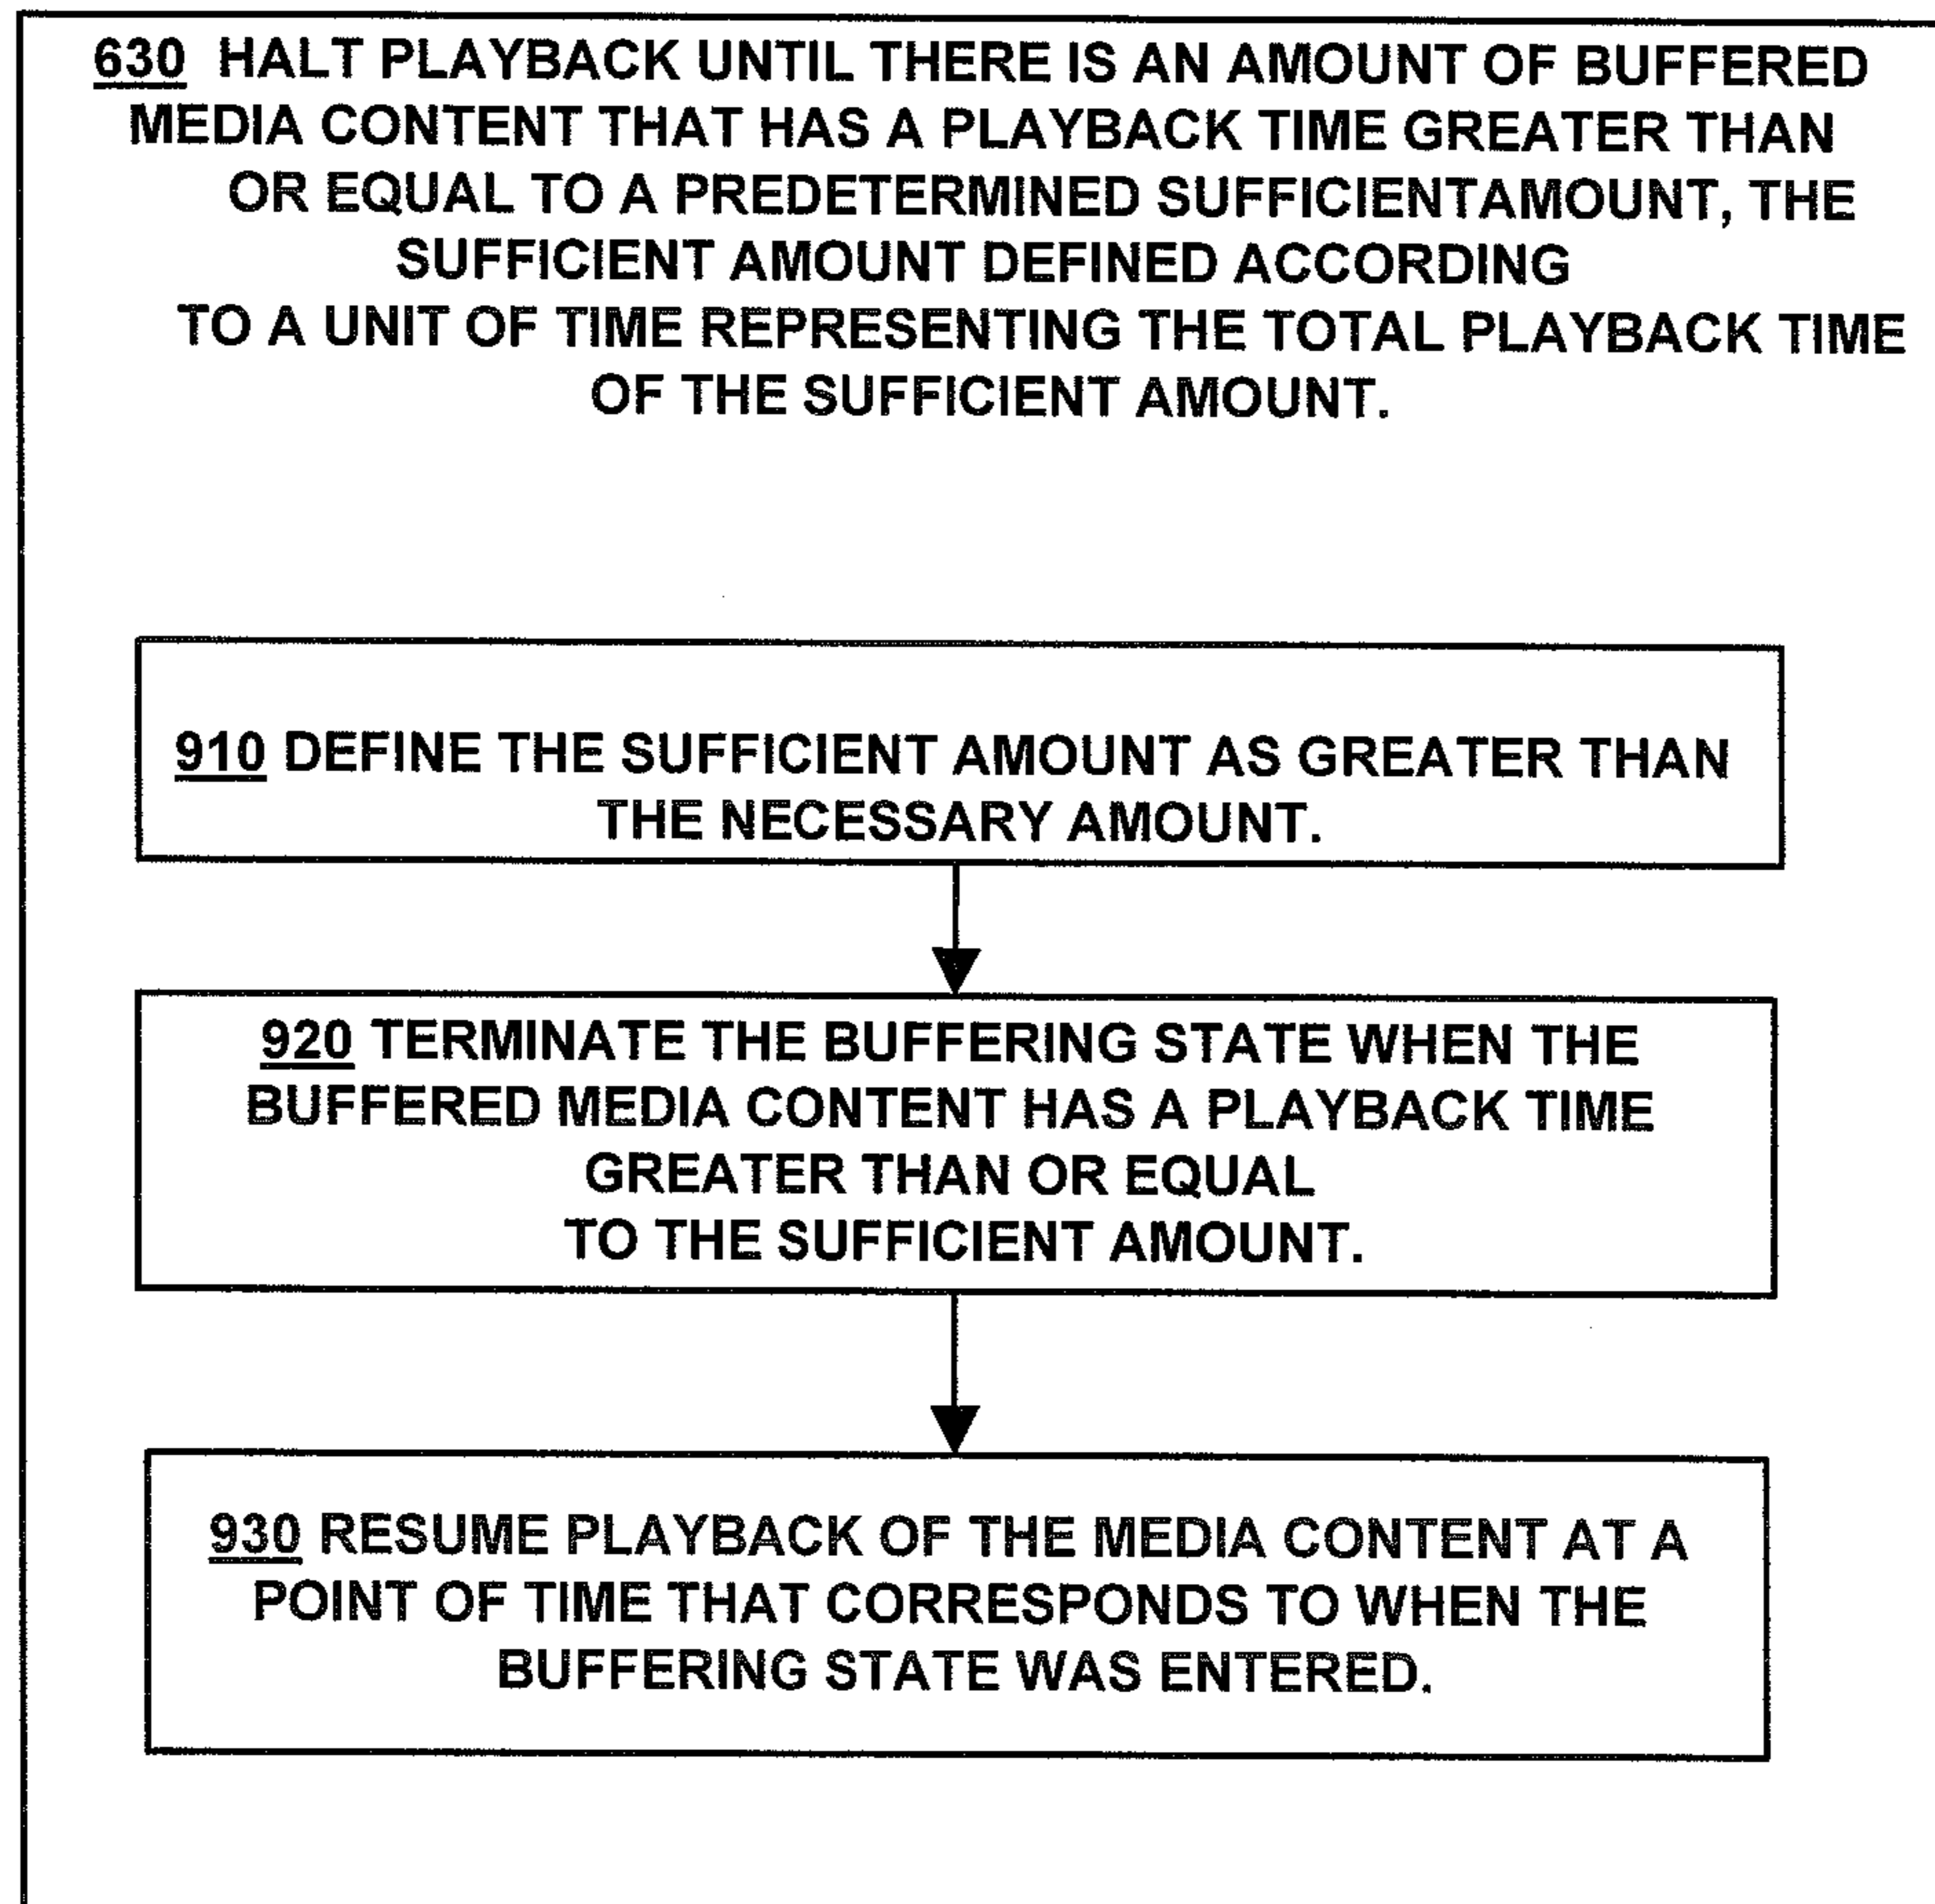 630 HALT PLAYBACK UNTIL THERE IS AN AMOUNT OF BUFFERED
MEDIA CONTENT THAT HAS A PLAYBACK TIME GREATER THAN
OR EQUAL TO A PREDETERMINED SUFFICIENTAMOUNT, THE
SUFFICIENT AMOUNT DEFINED ACCORDING
TO A UNIT OF TIME REPRESENTING THE TOTAL PLAYBACK TIME
OF THE SUFFICIENT AMOUNT.
910 DEFINE THE SUFFICIENT AMOUNT AS GREATER THAN
THE NECESSARY AMOUNT.
920 TERMINATE THE BUFFERING STATE WHEN THE
BUFFERED MEDIA CONTENT HAS A PLAYBACK TIME
GREATER THAN OR EQUAL
TO THE SUFFICIENT AMOUNT.
930 RESUME PLAYBACK OF THE MEDIA CONTENT AT A
POINT OF TIME THAT CORRESPONDS TO WHEN THE
BUFFERING STATE WAS ENTERED.